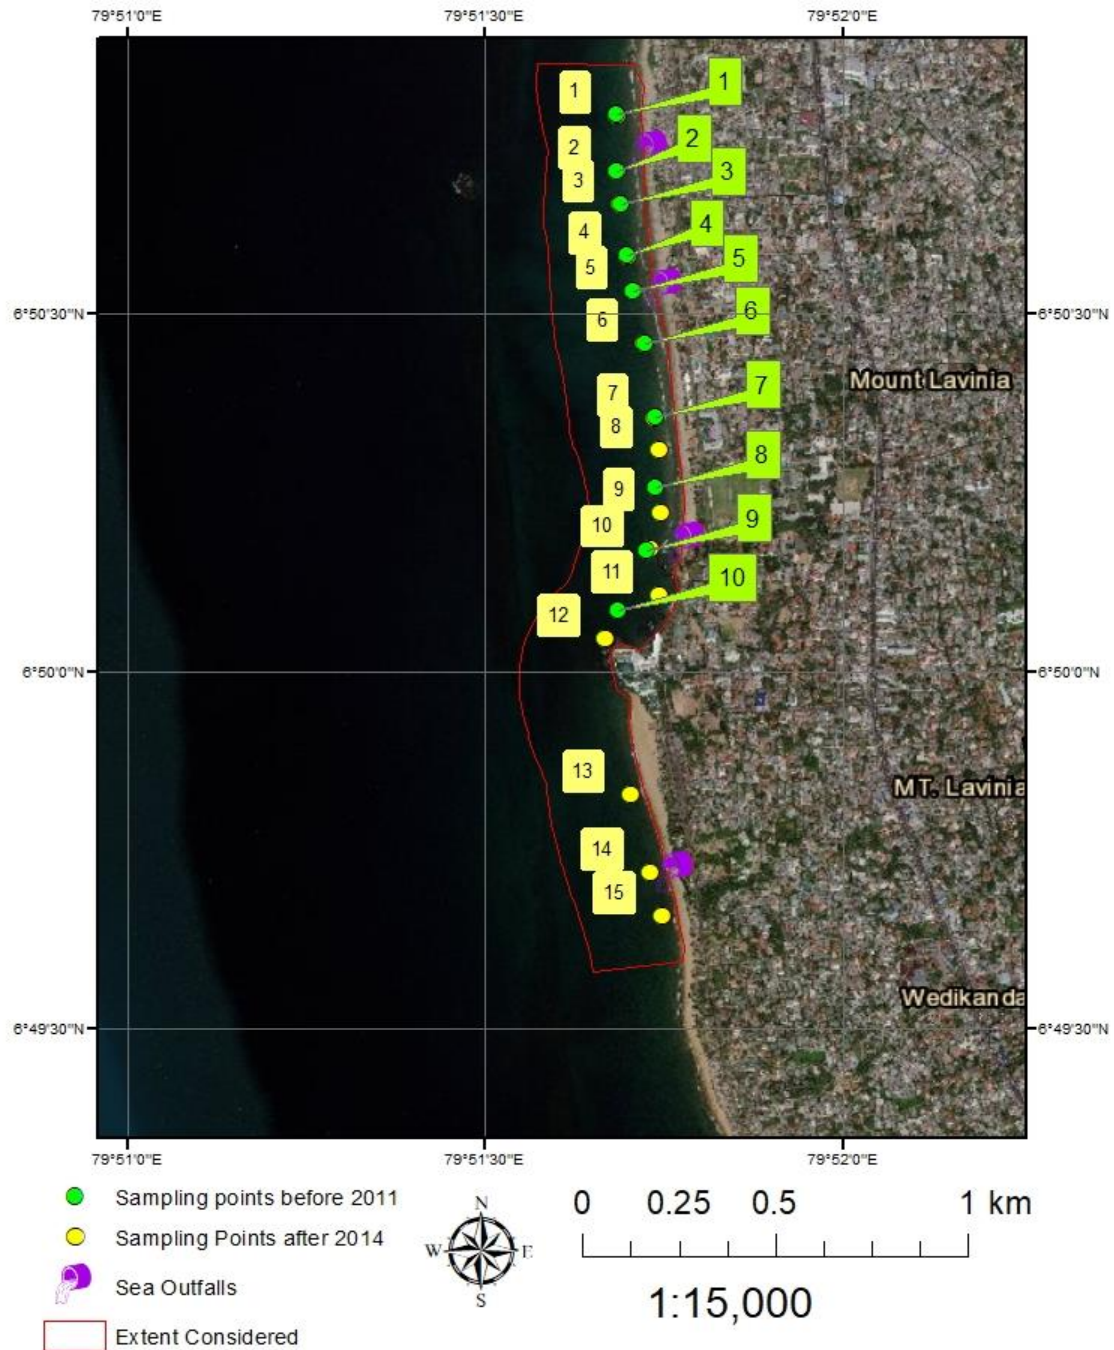 79°51'0"E 79°51'30"E 79°52'0"E
1 1
2 2
3 3
4 4
5 5
6°50'30"N 6 6 6°50'30"N
Mount Lavinia
7 7
8 8
9 9
10
11 10
12
6°50'0"N 6°50'0"N
13
MT. Lavinia
14
15
Wedikanda
6°49'30"N 6°49'30"N
79°51'0"E 79°51'30"E 79°52'0"E
Sampling points before 2011
Sampling Points after 2014
Sea Outfalls
Extent Considered
N
W E
S
0 0.25 0.5 1 km
1:15,000